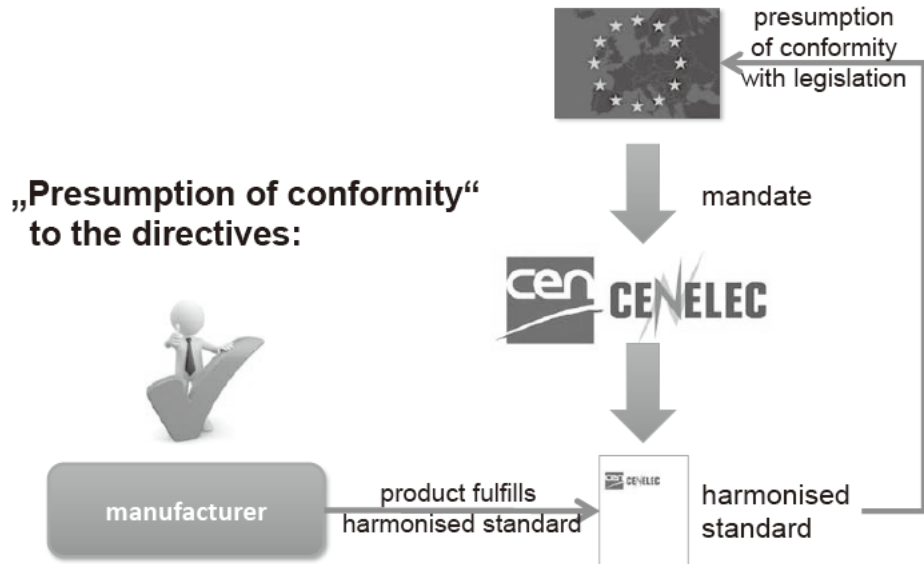 presumption
of conformity
with legislation
„Presumption of conformity“
to the directives:
mandate
cen CENELEC
manufacturer
product fulfills
harmonised standard
cen CENELEC
harmonised
standard